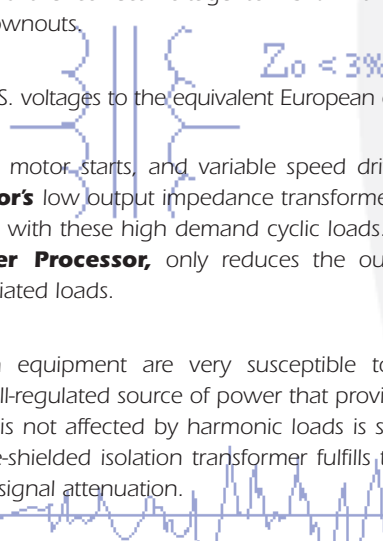 ownouts.
Zo < 3%
S. voltages to the equivalent European
motor starts, and variable speed dri
or's low output impedance transforme
with these high demand cyclic loads.
er Processor, only reduces the ou
iated loads.
equipment are very susceptible to
ll-regulated source of power that provi
is not affected by harmonic loads is s
e-shielded isolation transformer fulfills t
signal attenuation.